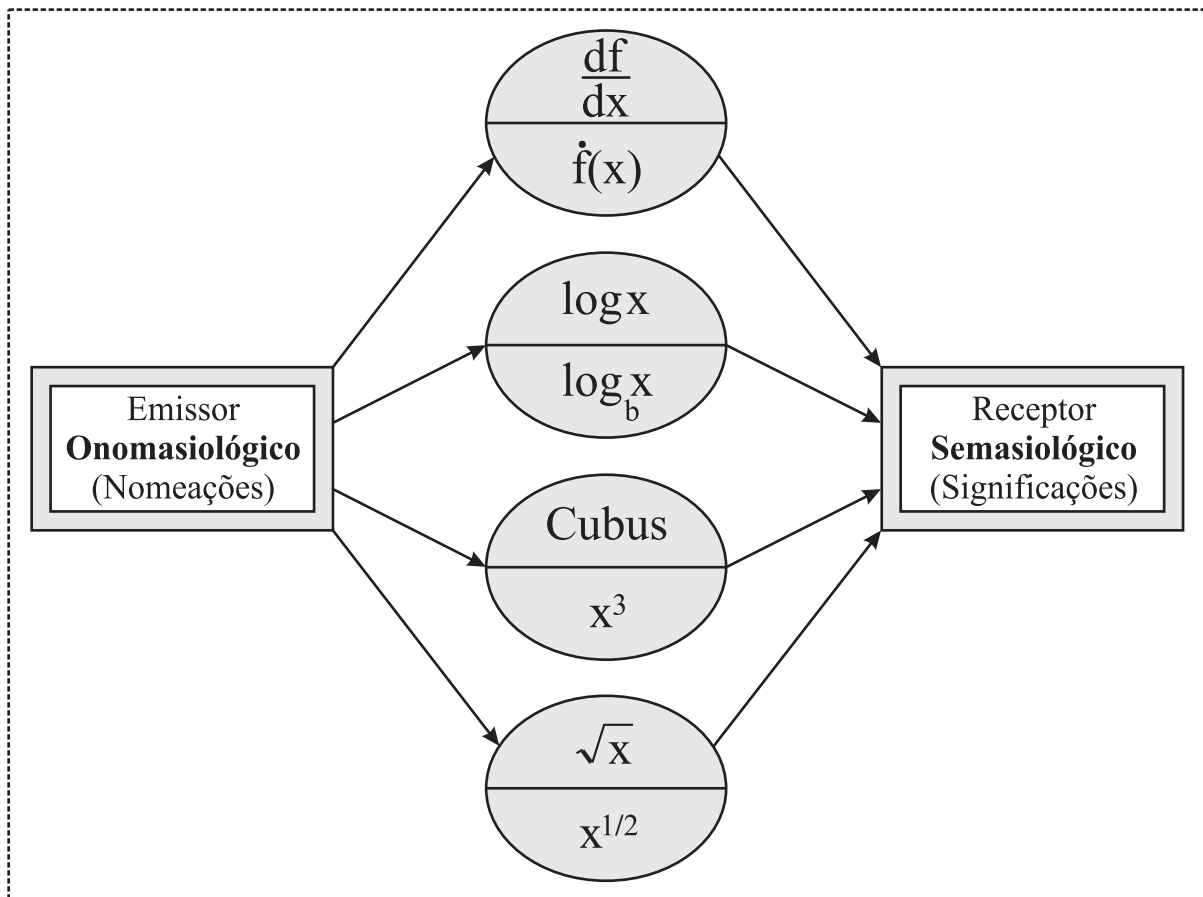 df
dx
ḟ(x)
log x
log_b x
Emissor
Onomasiológico
(Nomeações)
Receptor
Semasiológico
(Significações)
Cubus
x³
√x
x^{1/2}